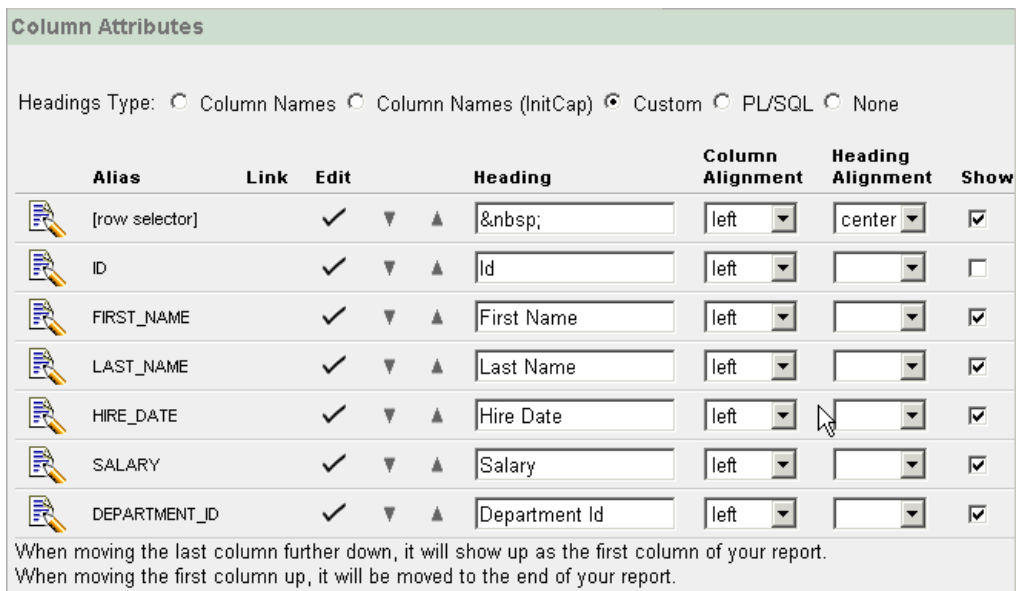 Column Attributes
Headings Type: Column Names Column Names (InitCap) Custom PL/SQL None
Alias Link Edit Heading Column Alignment Heading Alignment Show
[row selector] &nbsp; left center
ID Id left
FIRST_NAME First Name left
LAST_NAME Last Name left
HIRE_DATE Hire Date left
SALARY Salary left
DEPARTMENT_ID Department Id left
When moving the last column further down, it will show up as the first column of your report.
When moving the first column up, it will be moved to the end of your report.